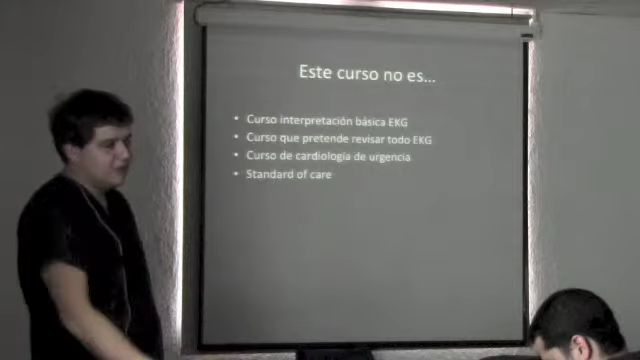 Este curso no es...
• Curso interpretación básica EKG
• Curso que pretende revisar todo EKG
• Curso de cardiología de urgencia
• Standard of care